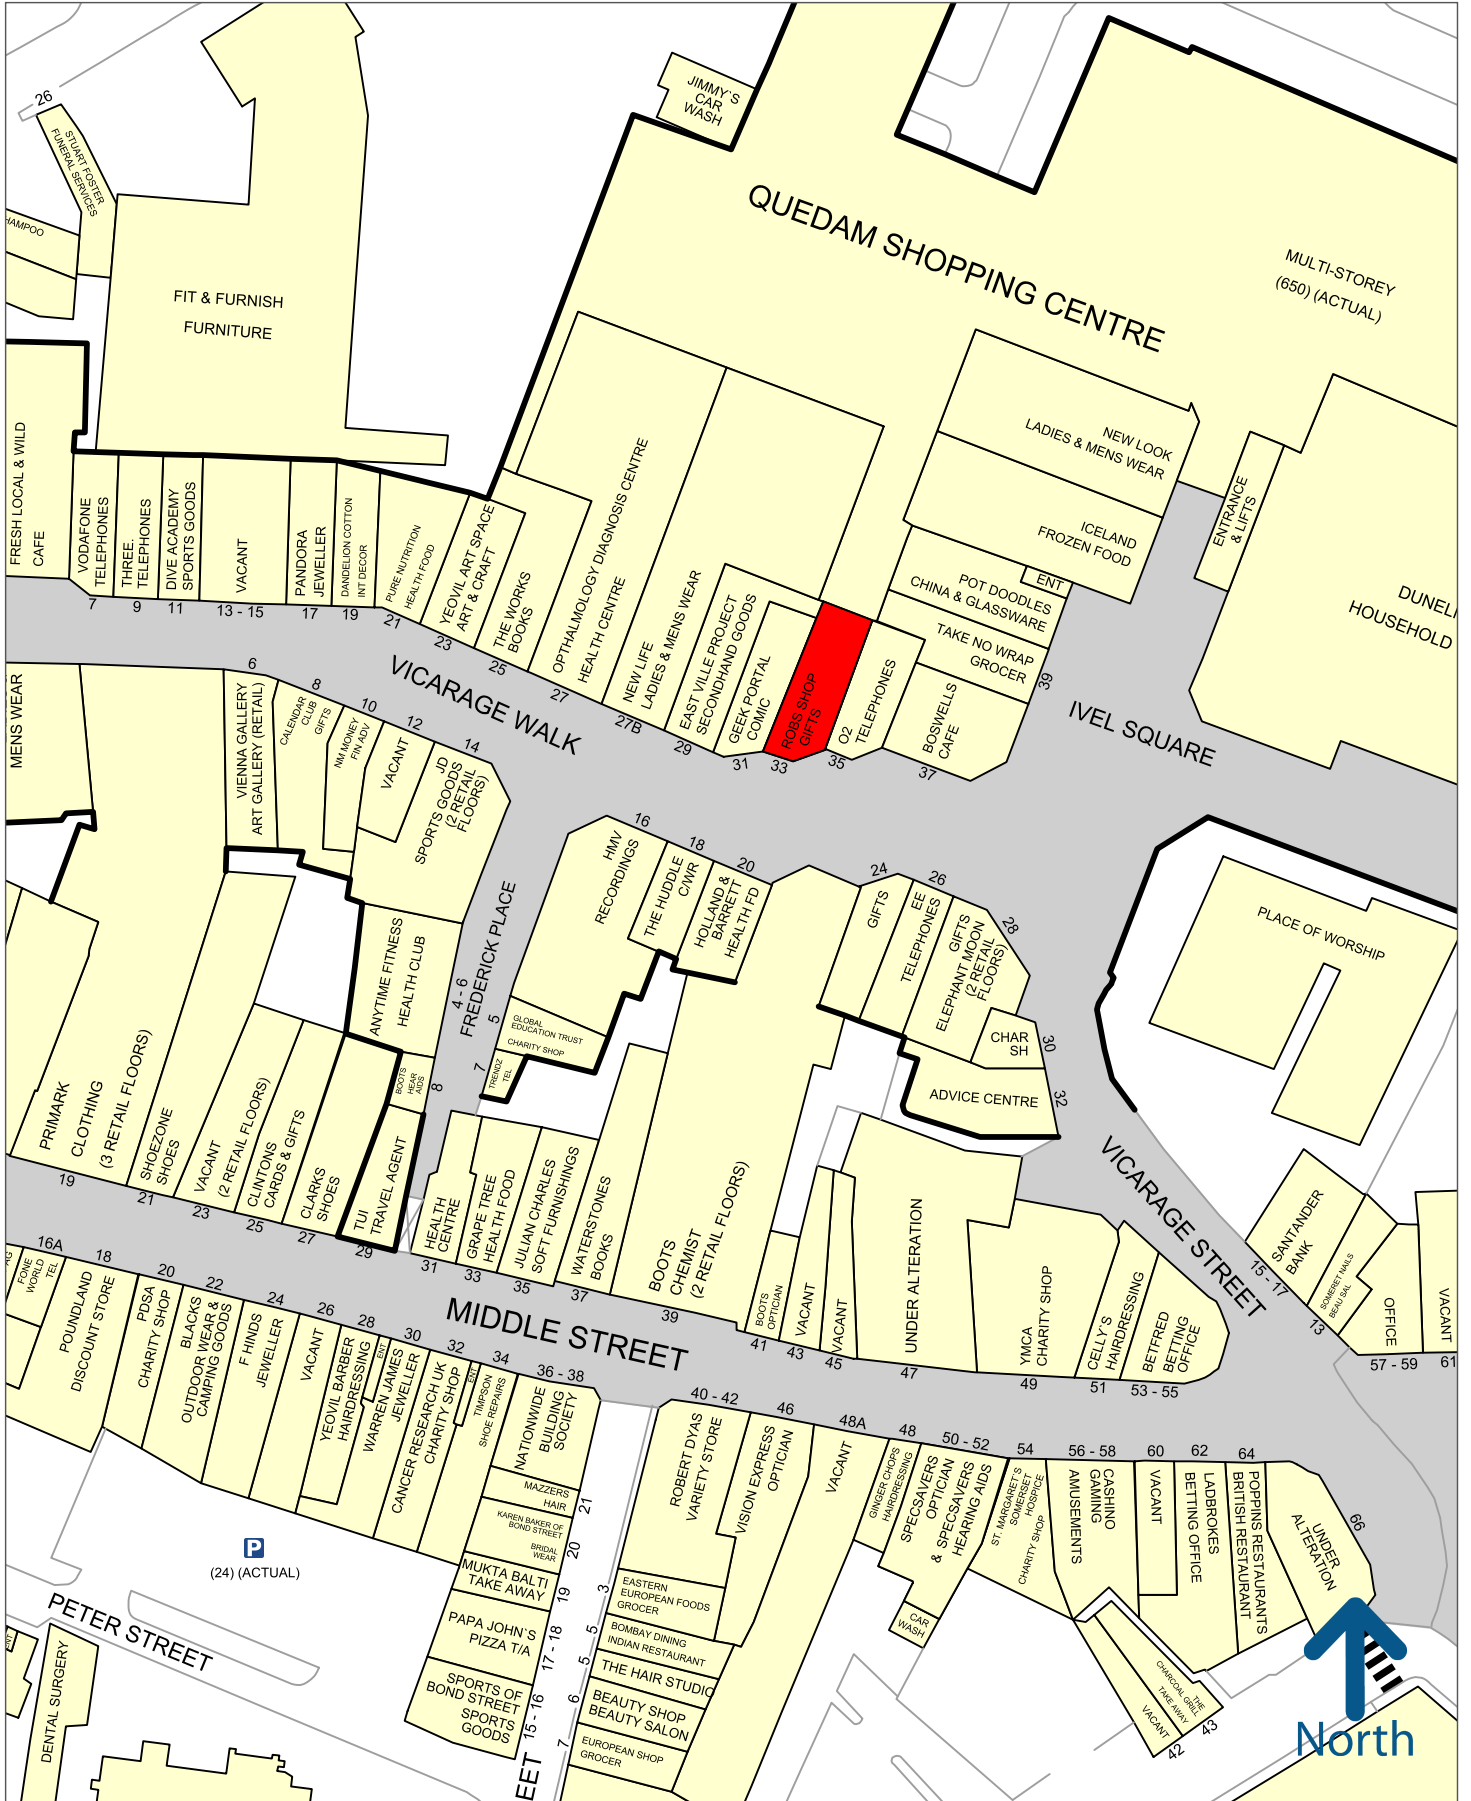 26
STUART FOSTER
FUNERAL SERVICES
HAMPOO
JIMMY`S
CAR
WASH
QUEDAM SHOPPING CENTRE
MULTI-STOREY
(650) (ACTUAL)
FIT & FURNISH
FURNITURE
FRESH LOCAL & WILD
CAFE
VODAFONE
TELEPHONES
THREE.
TELEPHONES
DIVE ACADEMY
SPORTS GOODS
VACANT
PANDORA
JEWELLER
DANDELION COTTON
INT DECOR
PURE NUTRITION
HEALTH FOOD
YEOVIL ART SPACE
ART & CRAFT
THE WORKS
BOOKS
OPTHALMOLOGY DIAGNOSIS CENTRE
HEALTH CENTRE
NEW LIFE
LADIES & MENS WEAR
EAST VILLE PROJECT
SECONDHAND GOODS
GEEK PORTAL
COMIC
ROBS SHOP
GIFTS
O2
TELEPHONES
BOSWELLS
CAFE
NEW LOOK
LADIES & MENS WEAR
ICELAND
FROZEN FOOD
ENT
POT DOODLES
CHINA & GLASSWARE
TAKE NO WRAP
GROCER
ENTRANCE
& LIFTS
DUNEL
HOUSEHOLD
7
9
11
13 - 15
17
19
21
23
25
27
27B
29
31
33
35
37
39
VICARAGE WALK
IVEL SQUARE
MENS WEAR
6
8
10
12
14
VIENNA GALLERY
ART GALLERY (RETAIL)
CALENDAR
CLUB
GIFTS
NM MONEY
FIN ADV
VACANT
JD
SPORTS GOODS
(2 RETAIL
FLOORS)
16
18
20
24
26
28
30
32
HMV
RECORDINGS
THE HUDDLE
C/WR
HOLLAND &
BARRETT
HEALTH FD
GIFTS
EE
TELEPHONES
GIFTS
ELEPHANT MOON
(2 RETAIL
FLOORS)
CHAR
SH
ADVICE CENTRE
PLACE OF WORSHIP
ANYTIME FITNESS
HEALTH CLUB
4 - 6
FREDERICK PLACE
5
GLOBAL
EDUCATION TRUST
CHARITY SHOP
7
TRENDZ
TEL
BOOTS
HEAR
AIDS
8
PRIMARK
CLOTHING
(3 RETAIL FLOORS)
SHOEZONE
SHOES
VACANT
(2 RETAIL FLOORS)
CLINTONS
CARDS & GIFTS
CLARKS
SHOES
TUI
TRAVEL AGENT
HEALTH
CENTRE
GRAPE TREE
HEALTH FOOD
JULIAN CHARLES
SOFT FURNISHINGS
WATERSTONES
BOOKS
BOOTS
CHEMIST
(2 RETAIL FLOORS)
BOOTS
OPTICIAN
VACANT
VACANT
UNDER ALTERATION
YMCA
CHARITY SHOP
CELLY'S
HAIRDRESSING
BETFRED
BETTING
OFFICE
VICARAGE STREET
SANTANDER
BANK
SOMERET NAILS
BEAU SAL
OFFICE
VACANT
15 - 17
13
57 - 59
61
19
21
23
25
27
29
31
33
35
37
39
41
43
45
47
49
51
53 - 55
MIDDLE STREET
16A
18
20
22
24
26
28
30
32
34
36 - 38
40 - 42
46
48A
48
50 - 52
54
56 - 58
60
62
64
66
FONE
WORLD
TEL
POUNDLAND
DISCOUNT STORE
PDSA
CHARITY SHOP
BLACKS
OUTDOOR WEAR &
CAMPING GOODS
F HINDS
JEWELLER
VACANT
YEOVIL BARBER
HAIRDRESSING
ENT
WARREN JAMES
JEWELLER
CANCER RESEARCH UK
CHARITY SHOP
ENT
TIMPSON
SHOE REPAIRS
NATIONWIDE
BUILDING
SOCIETY
MAZZERS
HAIR
KAREN BAKER OF
BOND STREET
BRIDAL
WEAR
MUKTA BALTI
TAKE AWAY
PAPA JOHN`S
PIZZA T/A
SPORTS OF
BOND STREET
SPORTS
GOODS
21
20
19
17 - 18
15 - 16
EET
ROBERT DYAS
VARIETY STORE
VISION EXPRESS
OPTICIAN
VACANT
GINGER CHOPS
HAIRDRESSING
SPECSAVERS
OPTICIAN
& SPECSAVERS
HEARING AIDS
ST. MARGARET'S
SOMERSET
HOSPICE
CHARITY SHOP
CASHINO
GAMING
AMUSEMENTS
VACANT
LADBROKES
BETTING OFFICE
POPPINS RESTAURANTS
BRITISH RESTAURANT
UNDER
ALTERATION
3
5
5
6
7
EASTERN
EUROPEAN FOODS
GROCER
BOMBAY DINING
INDIAN RESTAURANT
THE HAIR STUDIO
BEAUTY SHOP
BEAUTY SALON
EUROPEAN SHOP
GROCER
CAR
WASH
THE
CHARCOAL GRILL
TAKE AWAY
VACANT
42
43
P
(24) (ACTUAL)
PETER STREET
ENT
DENTAL SURGERY
North